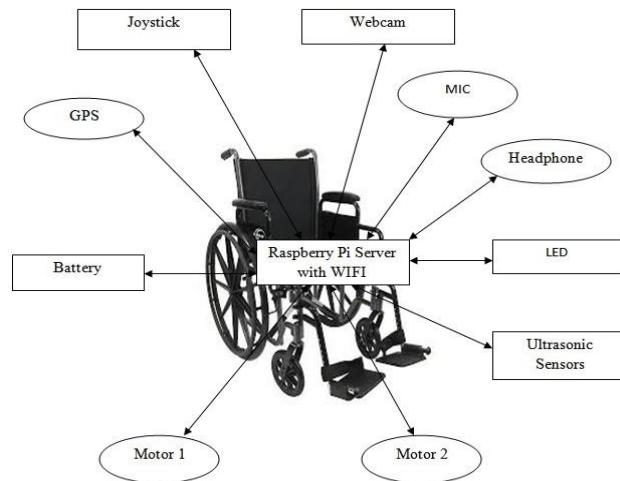 Joystick
Webcam
MIC
GPS
Headphone
Raspberry Pi Server
with WIFI
LED
Battery
Ultrasonic
Sensors
Motor 1
Motor 2